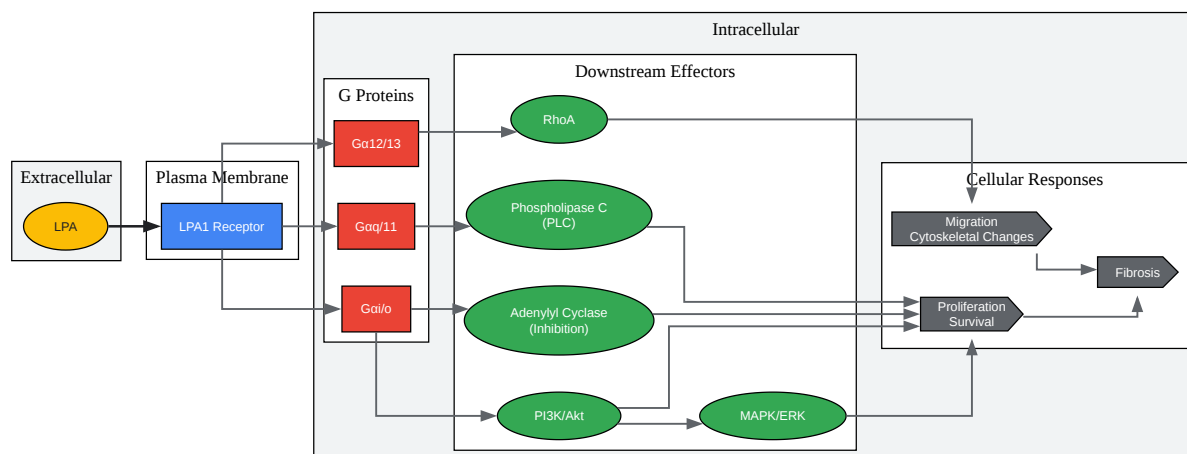 Intracellular
Downstream Effectors
G Proteins
RhoA
Gα12/13
Extracellular
Plasma Membrane
Cellular Responses
LPA
LPA1 Receptor
Gαq/11
Phospholipase C
(PLC)
Migration
Cytoskeletal Changes
Fibrosis
Gαi/o
Adenylyl Cyclase
(Inhibition)
Proliferation
Survival
PI3K/Akt
MAPK/ERK